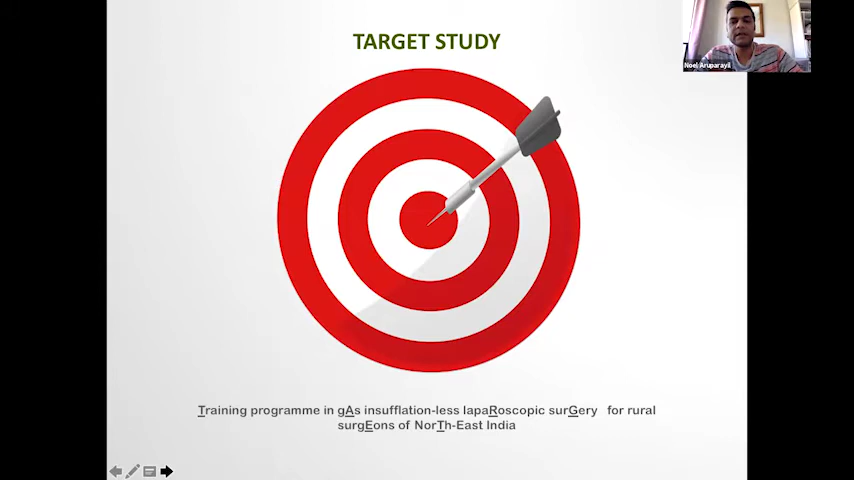 TARGET STUDY
Noel Aruparayil
Training programme in gAs insufflation-less lapaRoscopic surGery for rural
surgEons of NorTh-East India